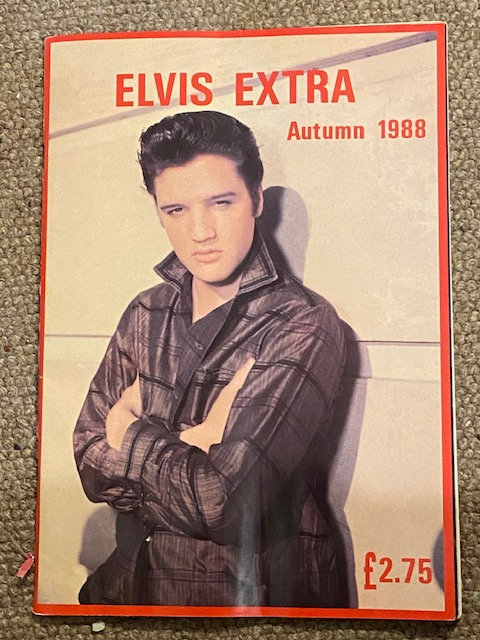 ELVIS EXTRA
Autumn 1988
£2.75